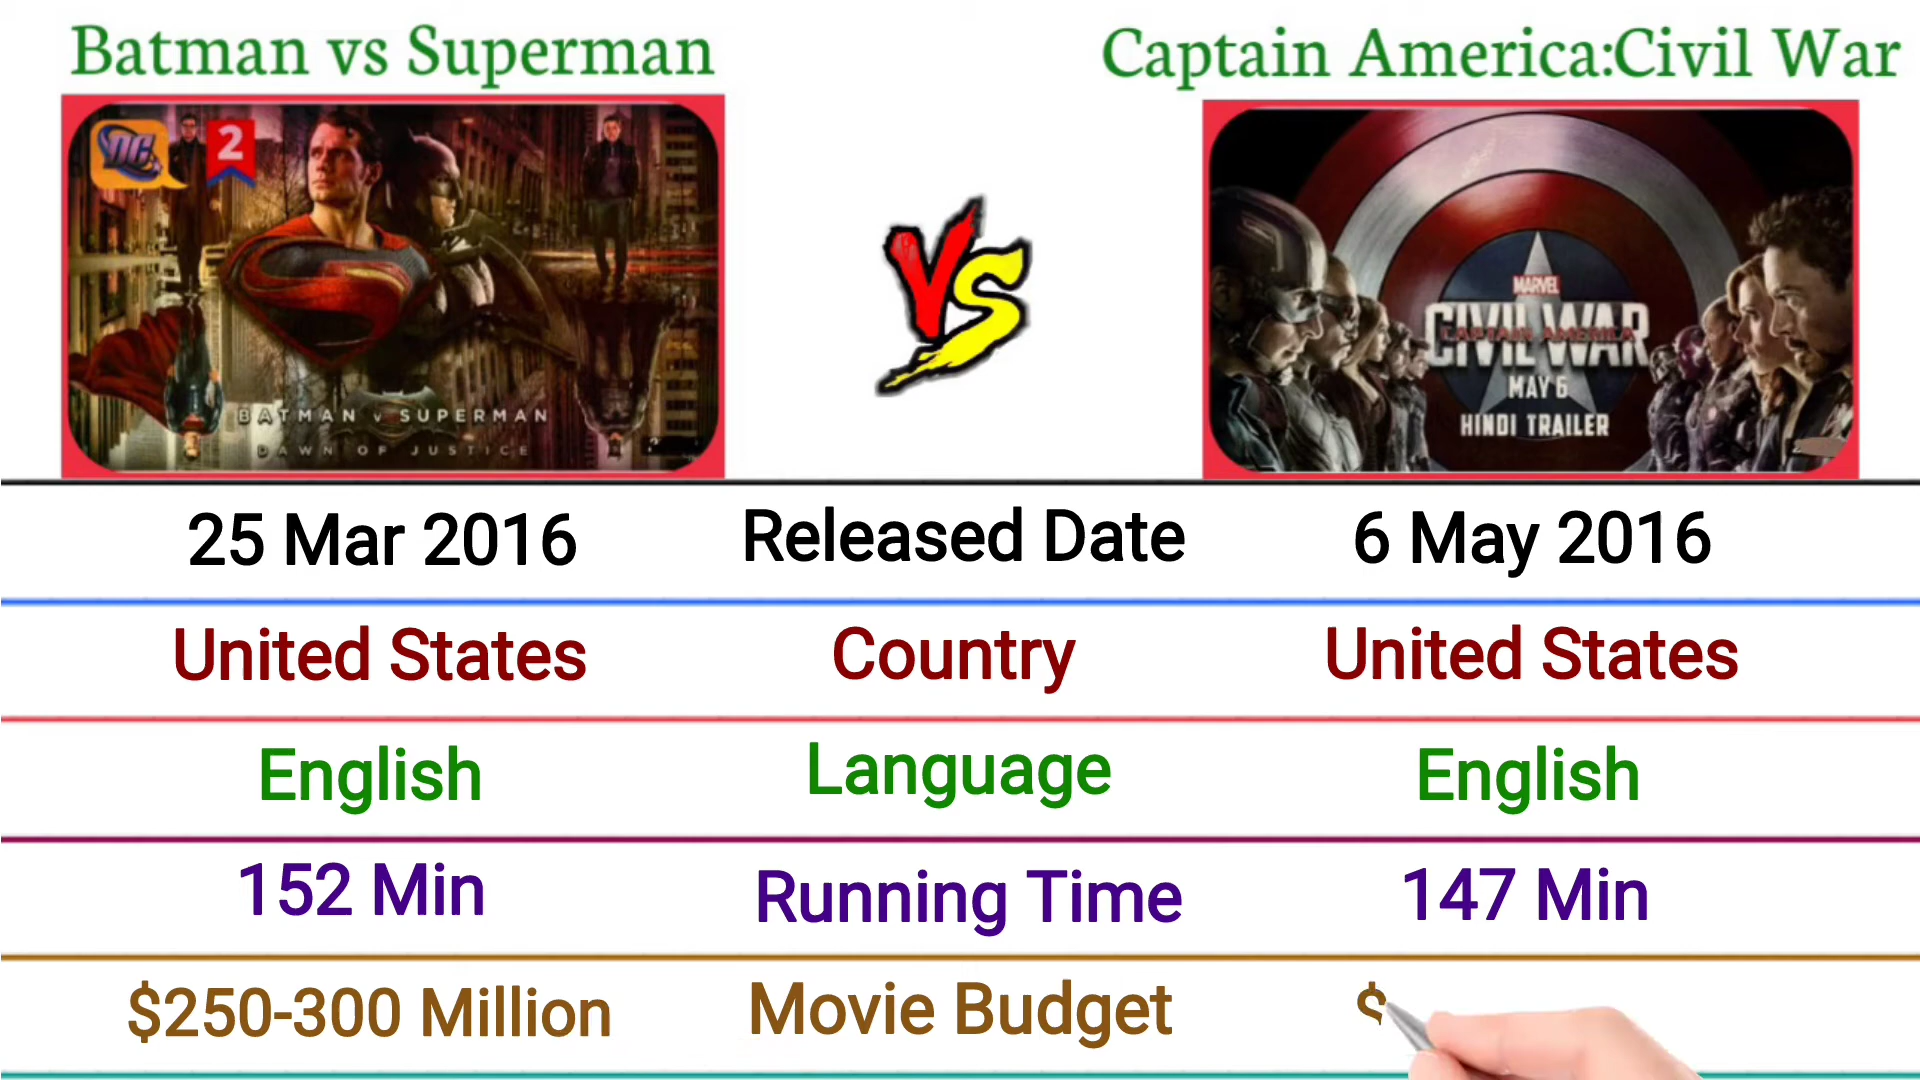 Batman vs Superman
Captain America:Civil War
DC
2
BATMAN v SUPERMAN
DAWN OF JUSTICE
VS
MARVEL
CIVIL WAR
CAPTAIN AMERICA
MAY 6
HINDI TRAILER
25 Mar 2016 Released Date 6 May 2016
United States Country United States
English Language English
152 Min Running Time 147 Min
$250-300 Million Movie Budget $